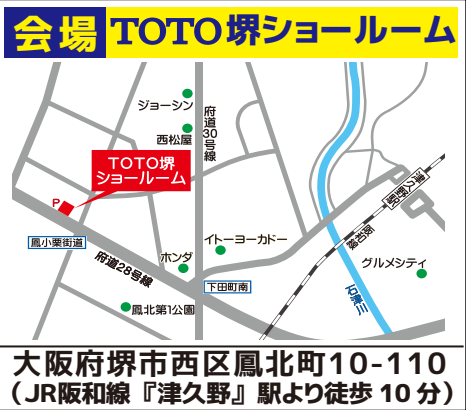 会場 TOTO堺ショールーム
ジョーシン
西松屋
府道30号線
TOTO堺
ショールーム
P
津久野駅
鳳小栗街道
イトーヨーカドー
阪和線
ホンダ
府道28号線
グルメシティ
下田町南
石津川
鳳北第1公園
大阪府堺市西区鳳北町10-110
（JR阪和線『津久野』駅より徒歩10分）